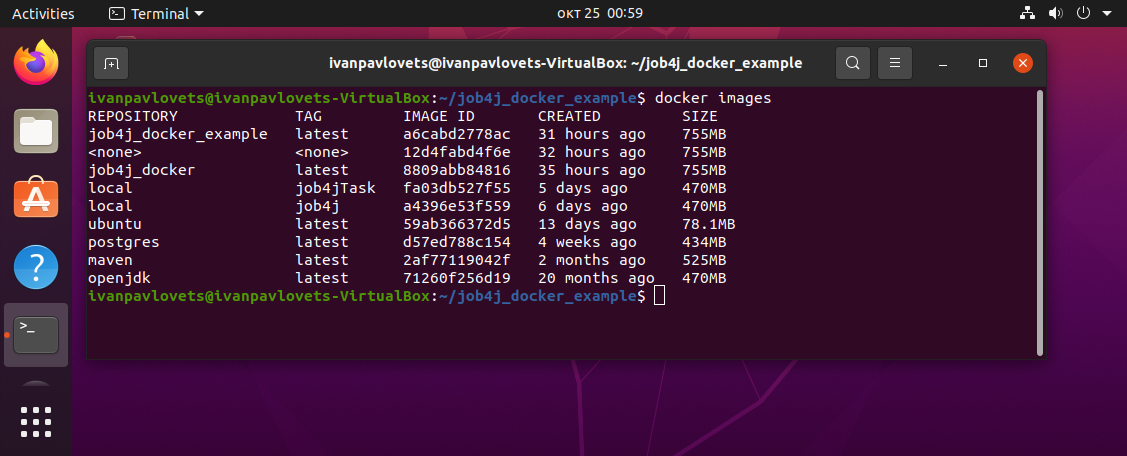 Activities Terminal окт 25 00:59
ivanpavlovets@ivanpavlovets-VirtualBox: ~/job4j_docker_example
ivanpavlovets@ivanpavlovets-VirtualBox:~/job4j_docker_example$ docker images
REPOSITORY TAG IMAGE ID CREATED SIZE
job4j_docker_example latest a6cabd2778ac 31 hours ago 755MB
<none> <none> 12d4fabd4f6e 32 hours ago 755MB
job4j_docker latest 8809abb84816 35 hours ago 755MB
local job4jTask fa03db527f55 5 days ago 470MB
local job4j a4396e53f559 6 days ago 470MB
ubuntu latest 59ab366372d5 13 days ago 78.1MB
postgres latest d57ed788c154 4 weeks ago 434MB
maven latest 2af77119042f 2 months ago 525MB
openjdk latest 71260f256d19 20 months ago 470MB
ivanpavlovets@ivanpavlovets-VirtualBox:~/job4j_docker_example$